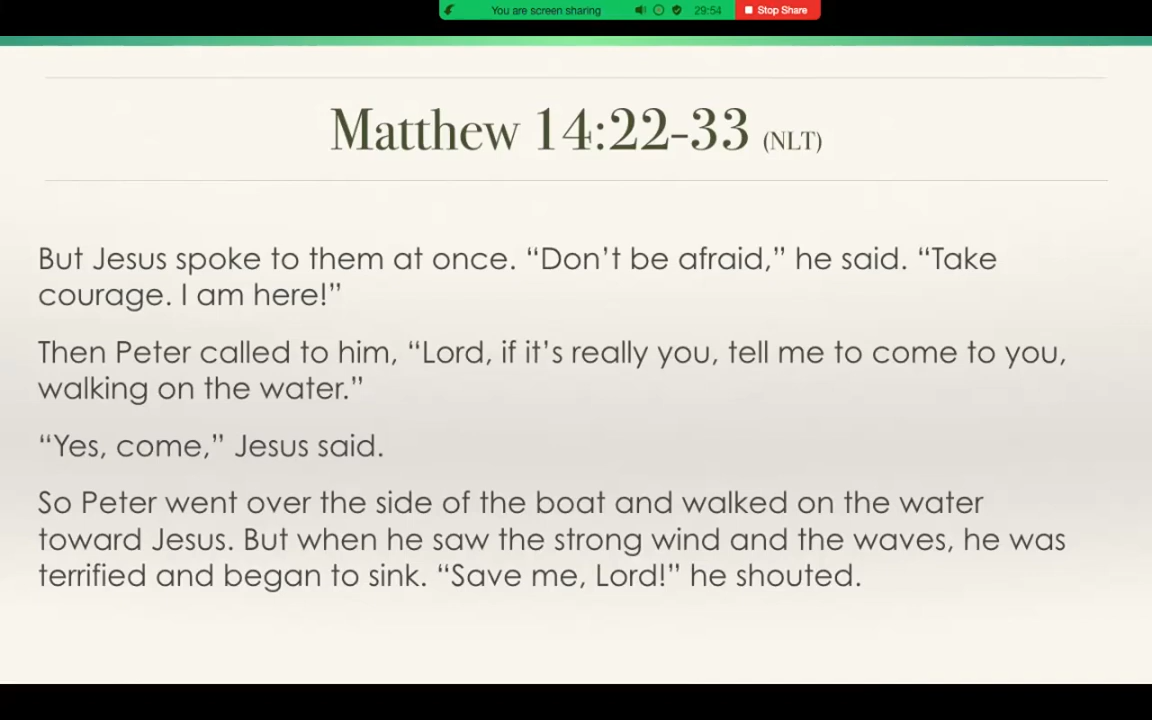 You are screen sharing 29:54 Stop Share
Matthew 14:22-33 (NLT)
But Jesus spoke to them at once. “Don’t be afraid,” he said. “Take
courage. I am here!”
Then Peter called to him, “Lord, if it’s really you, tell me to come to you,
walking on the water.”
“Yes, come,” Jesus said.
So Peter went over the side of the boat and walked on the water
toward Jesus. But when he saw the strong wind and the waves, he was
terrified and began to sink. “Save me, Lord!” he shouted.